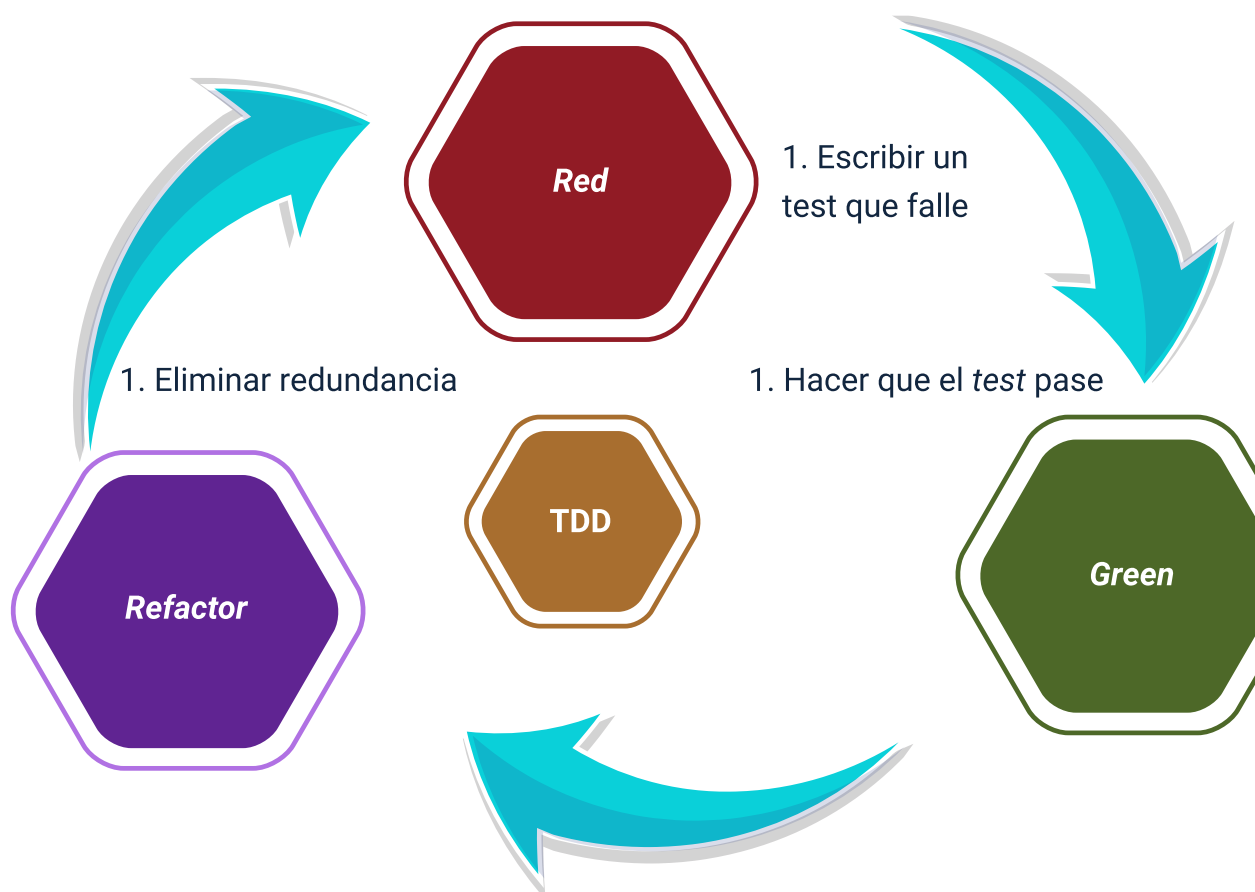 Red
1. Escribir un
test que falle
1. Eliminar redundancia
1. Hacer que el test pase
TDD
Green
Refactor